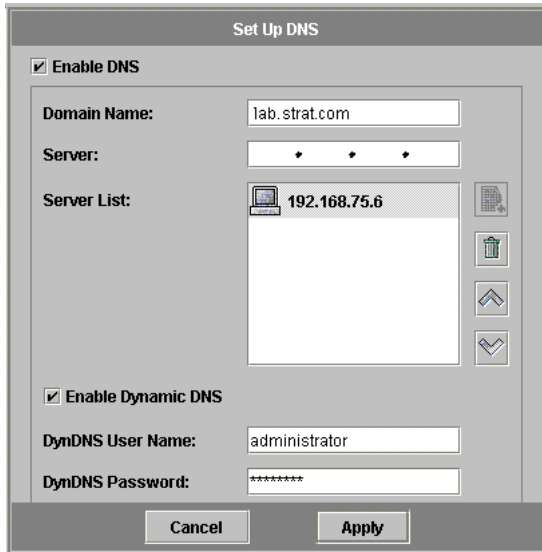 Set Up DNS
Enable DNS
Domain Name: lab.strat.com
Server: . . .
Server List: 192.168.75.6
Enable Dynamic DNS
DynDNS User Name: administrator
DynDNS Password: ********
Cancel Apply